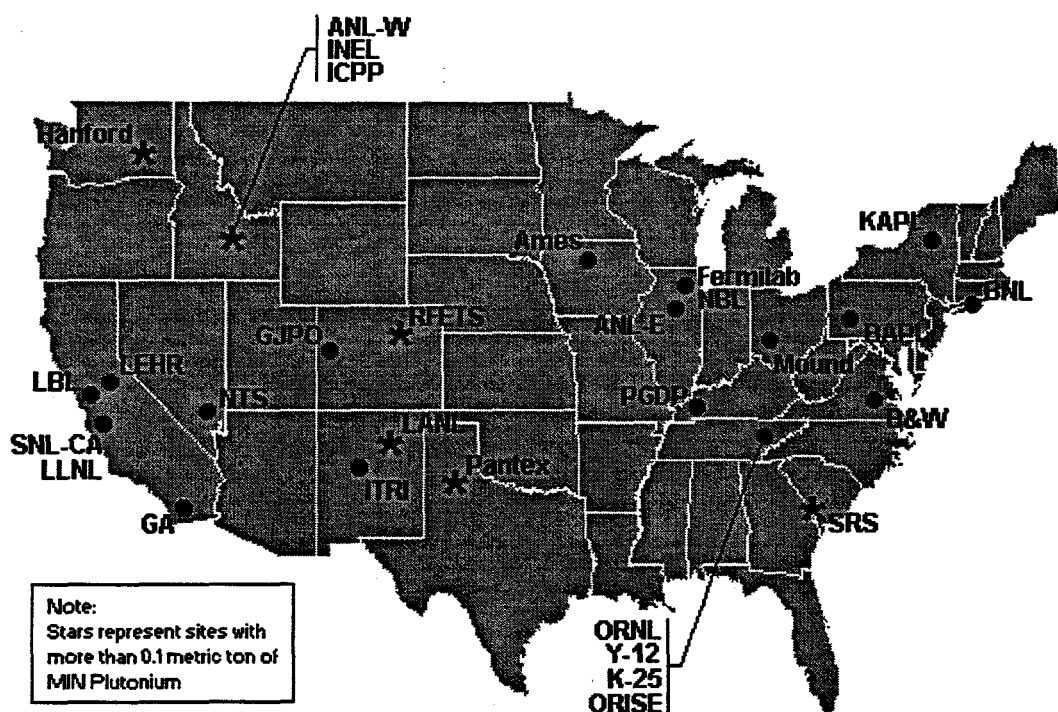 ANL-W
INEL
ICPP
Hanford
KAPL
Ames
Fermilab
NBL
BNL
RFETS
ANL-E
GJPO
BAPL
LEHR
Mound
LBL
NTS
PGDP
B&W
LANL
SNL-CA
LLNL
Pantex
ITRI
GA
SRS
Note:
Stars represent sites with
more than 0.1 metric ton of
MIN Plutonium
ORNL
Y-12
K-25
ORISE